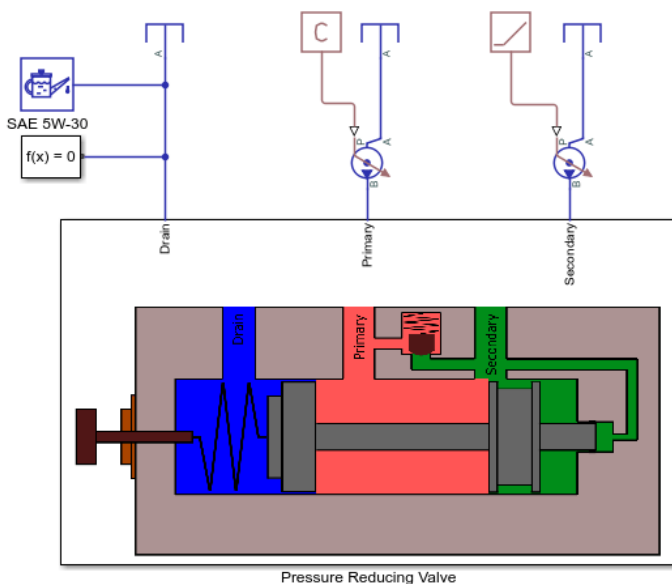 C
A
A
A
SAE 5W-30
f(x) = 0
P
A
B
P
A
B
Drain
Primary
Secondary
Drain
Primary
Secondary
Pressure Reducing Valve